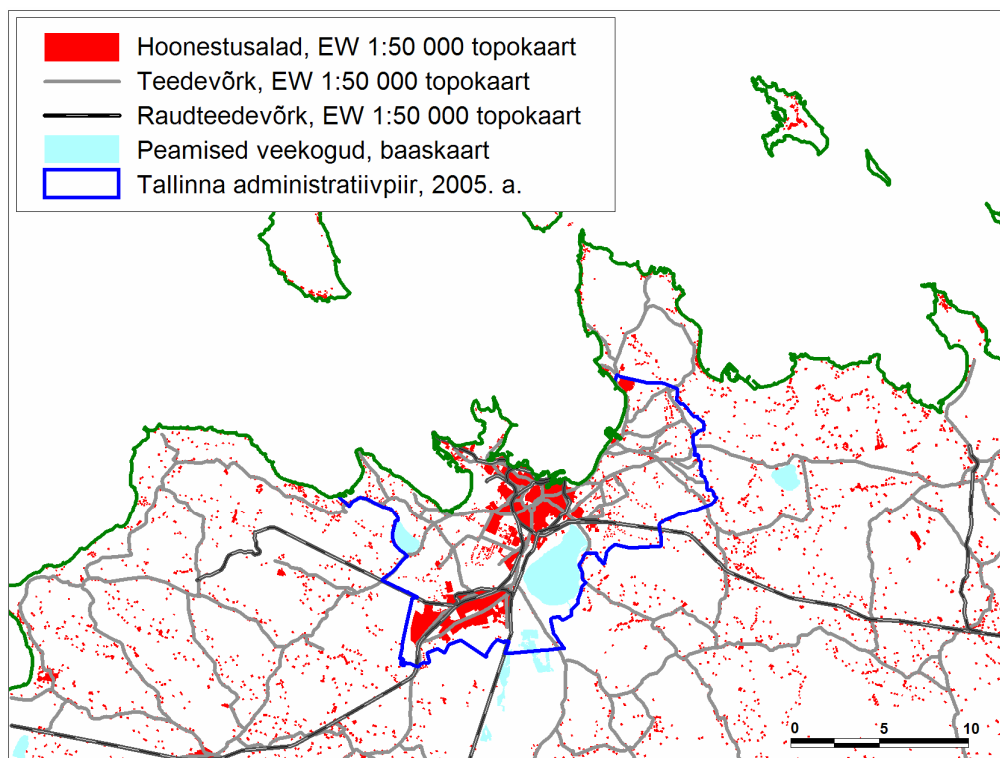 Hoonestusalad, EW 1:50 000 topokaart
Teedevõrk, EW 1:50 000 topokaart
Raudteedevõrk, EW 1:50 000 topokaart
Peamised veekogud, baaskaart
Tallinna administratiivpiir, 2005. a.
0 5 10